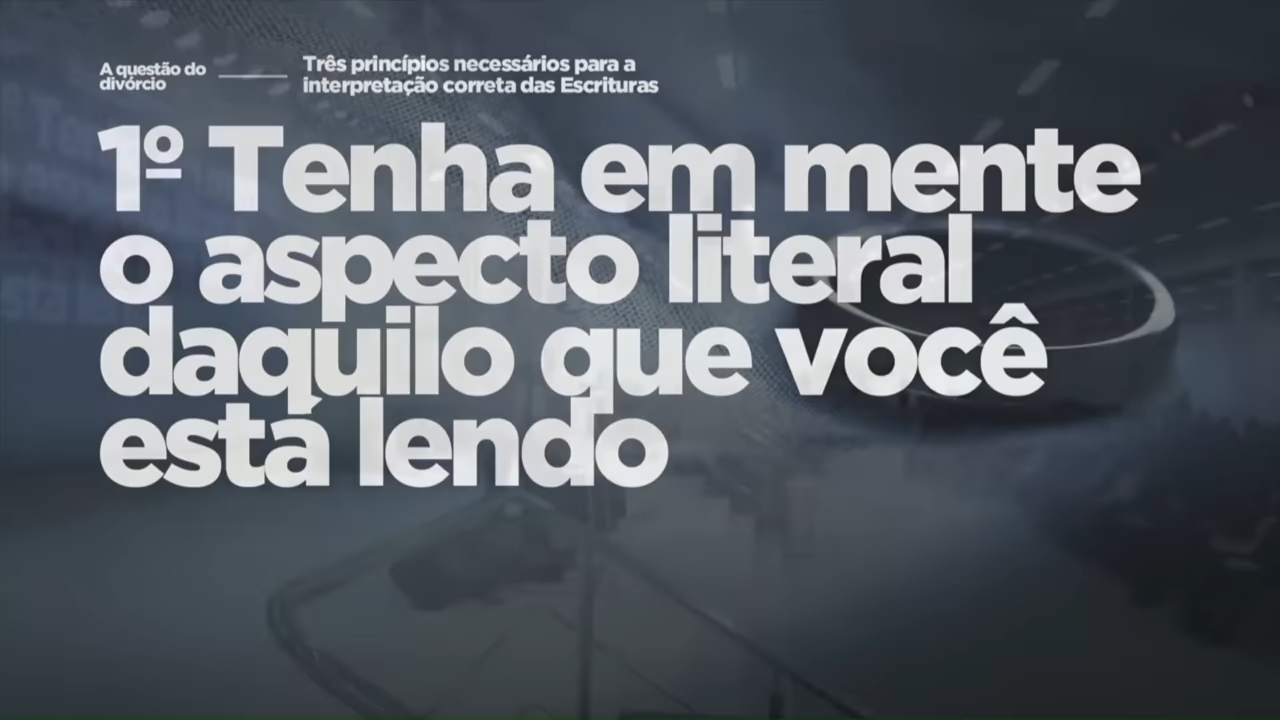 A questão do
divórcio
Três princípios necessários para a
interpretação correta das Escrituras
1º Tenha em mente
o aspecto literal
daquilo que você
está lendo